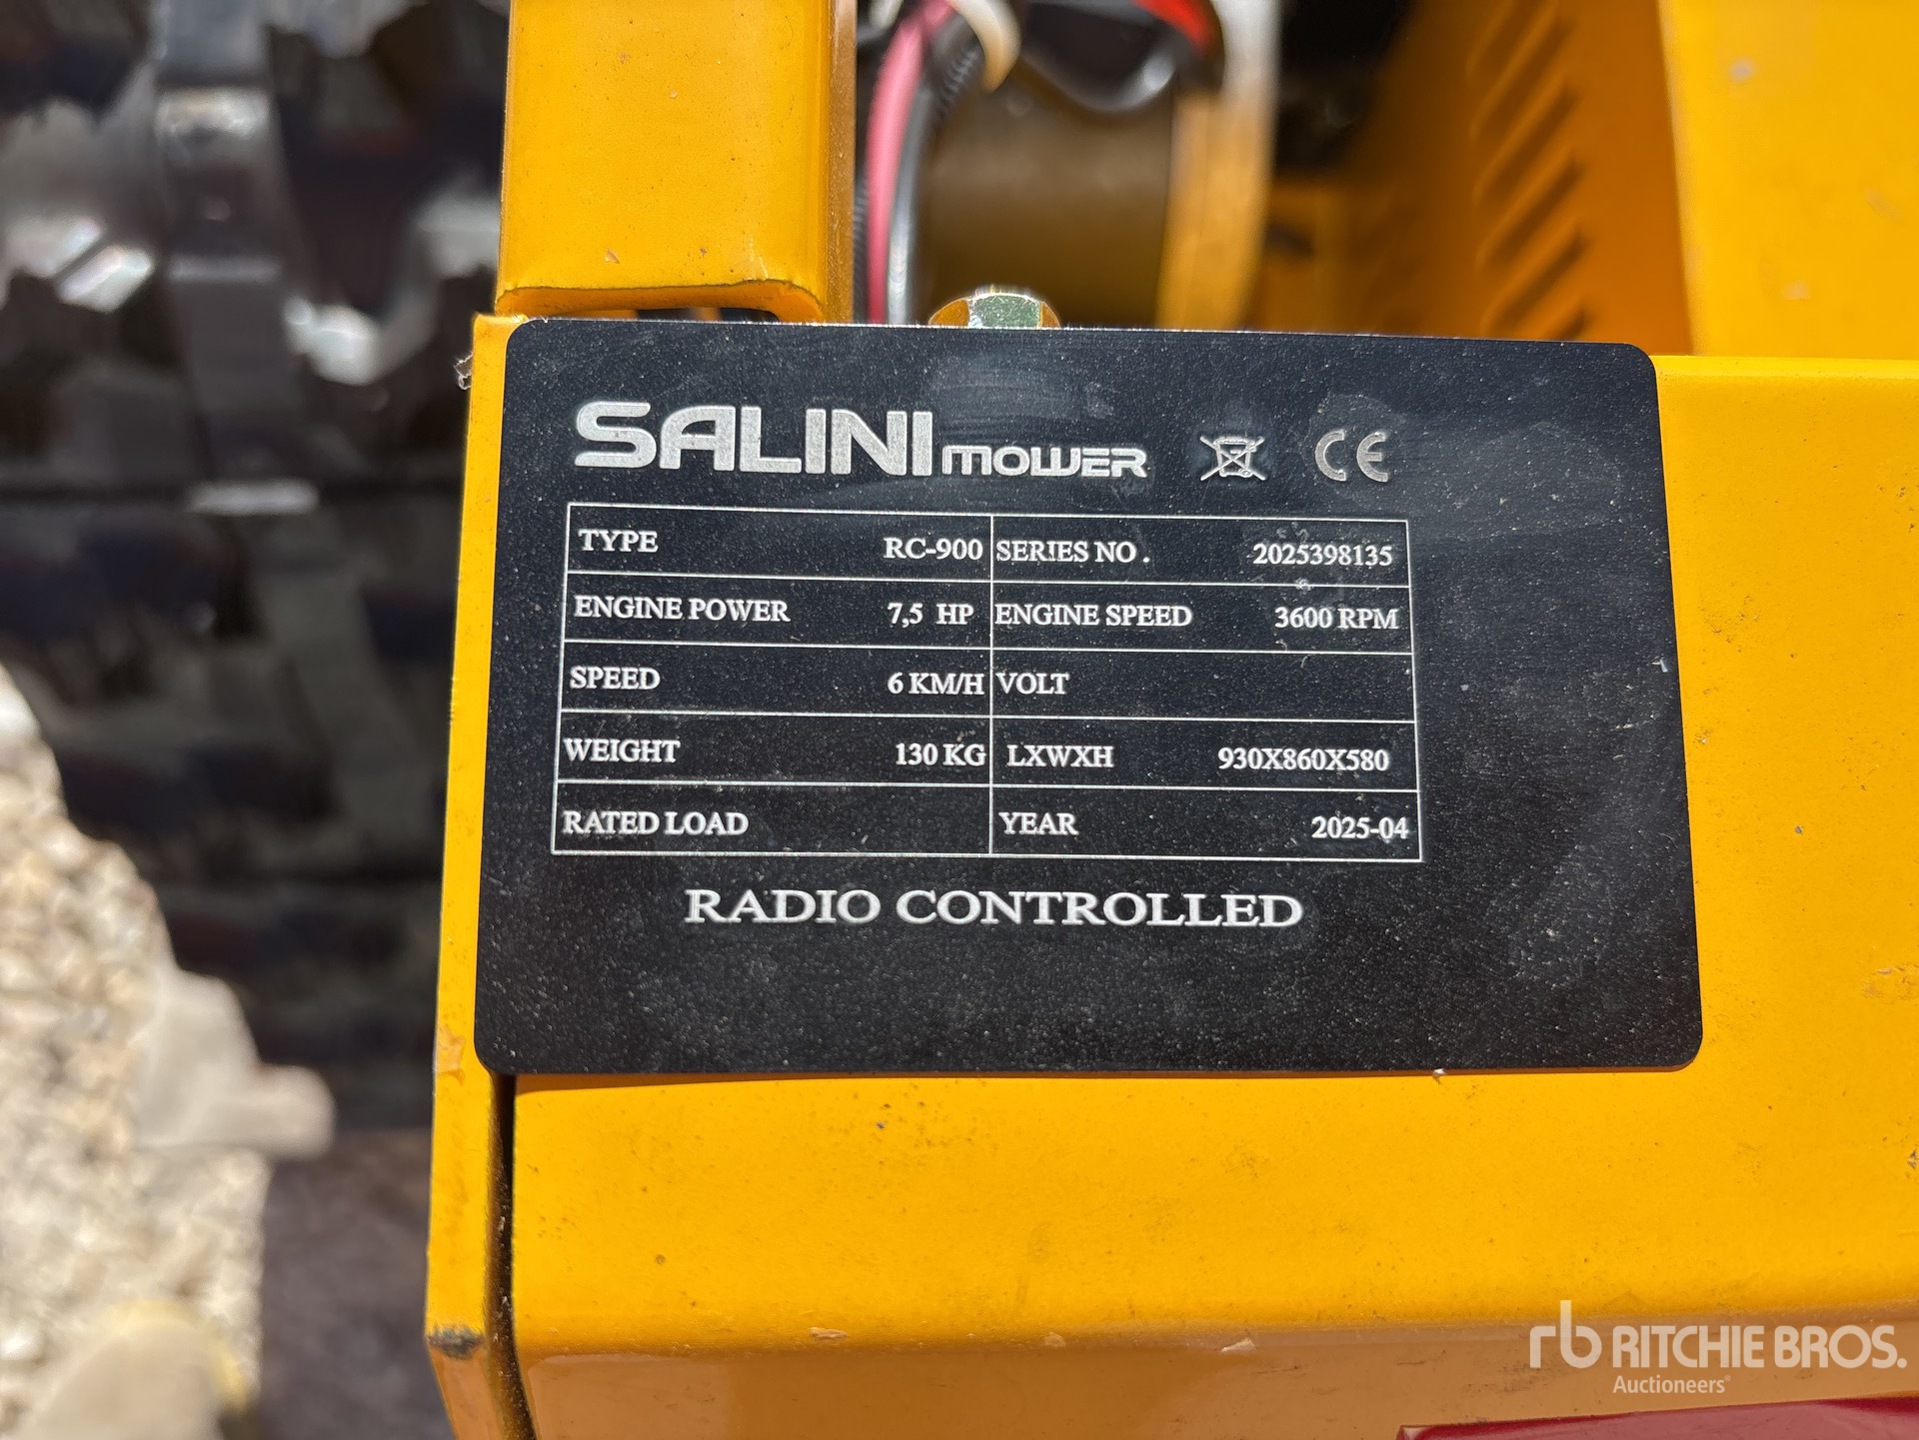 SALINI MOWER CE
TYPE RC-900 SERIES NO. 2025398135
ENGINE POWER 7,5 HP ENGINE SPEED 3600 RPM
SPEED 6 KM/H VOLT
WEIGHT 130 KG LXWXH 930X860X580
RATED LOAD YEAR 2025-04
RADIO CONTROLLED
rb RITCHIE BROS.
Auctioneers®